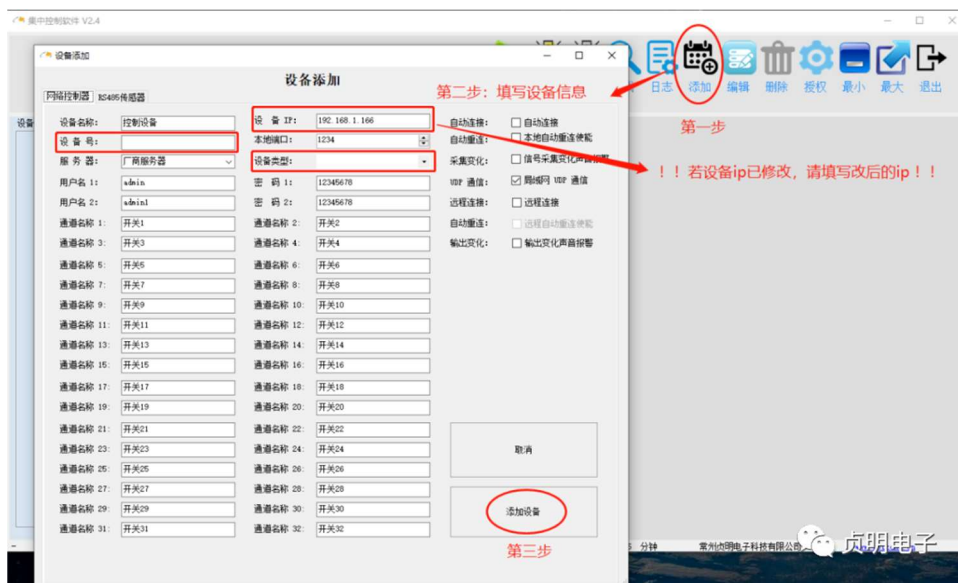 集中控制软件 V2.4
日志 添加 编辑 删除 授权 最小 最大 退出
第一步
设备添加
设备添加
网络控制器 RS485传感器
第二步：填写设备信息
设备
设备名称: 控制设备 设 备 IP: 192.168.1.166 自动连接: 自动连接
设 备 号: 本地端口: 1234 自动重连: 本地自动重连使能
服 务 器: 厂商服务器 设备类型: 采集变化: 信号采集变化声音报警
！！若设备ip已修改，请填写改后的ip！！
用户名 1: admin 密 码 1: 12345678 UDP 通信: 局域网 UDP 通信
用户名 2: admin1 密 码 2: 12345678 远程连接: 远程连接
通道名称 1: 开关1 通道名称 2: 开关2 自动重连: 远程自动重连使能
通道名称 3: 开关3 通道名称 4: 开关4 输出变化: 输出变化声音报警
通道名称 5: 开关5 通道名称 6: 开关6
通道名称 7: 开关7 通道名称 8: 开关8
通道名称 9: 开关9 通道名称 10: 开关10
通道名称 11: 开关11 通道名称 12: 开关12
通道名称 13: 开关13 通道名称 14: 开关14
通道名称 15: 开关15 通道名称 16: 开关16
通道名称 17: 开关17 通道名称 18: 开关18
通道名称 19: 开关19 通道名称 20: 开关20
通道名称 21: 开关21 通道名称 22: 开关22
通道名称 23: 开关23 通道名称 24: 开关24
通道名称 25: 开关25 通道名称 26: 开关26
通道名称 27: 开关27 通道名称 28: 开关28
通道名称 29: 开关29 通道名称 30: 开关30
通道名称 31: 开关31 通道名称 32: 开关32
取消
添加设备
第三步
分钟 常州贞明电子科技有限公司
贞明电子